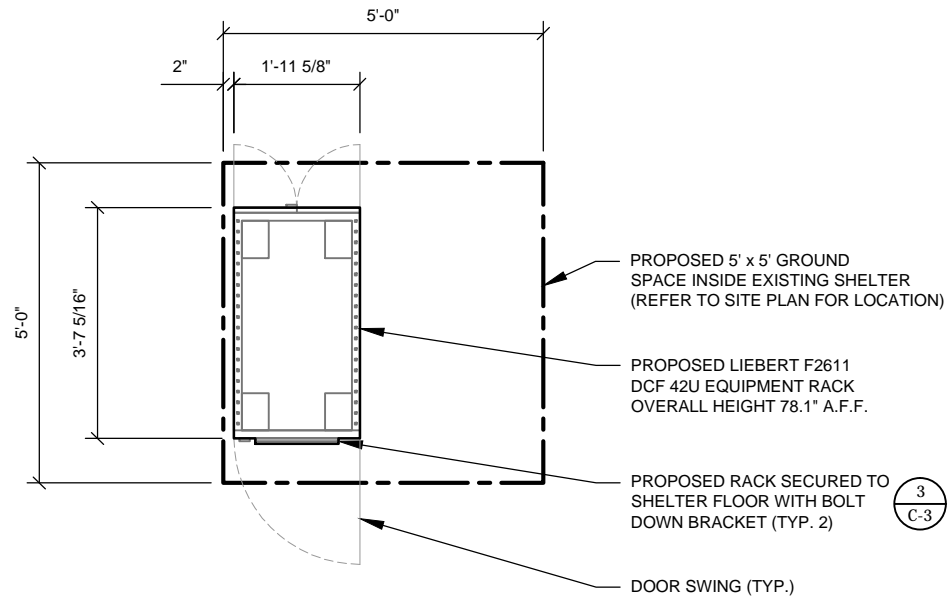 5'-0"
2"
1'-11 5/8"
5'-0"
3'-7 5/16"
PROPOSED 5' x 5' GROUND
SPACE INSIDE EXISTING SHELTER
(REFER TO SITE PLAN FOR LOCATION)
PROPOSED LIEBERT F2611
DCF 42U EQUIPMENT RACK
OVERALL HEIGHT 78.1" A.F.F.
PROPOSED RACK SECURED TO
SHELTER FLOOR WITH BOLT
DOWN BRACKET (TYP. 2)
3
C-3
DOOR SWING (TYP.)